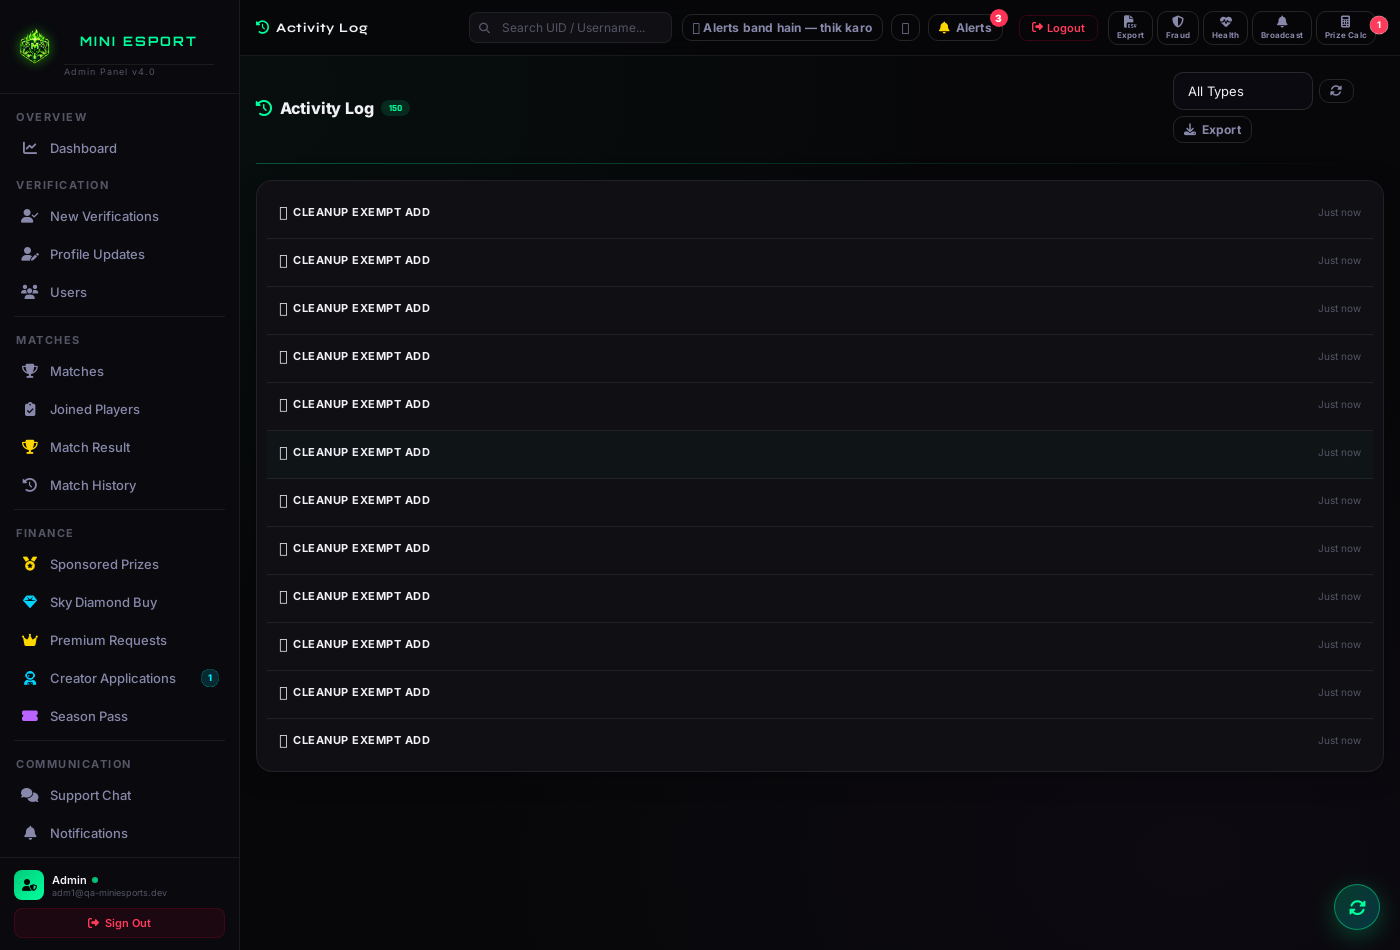 MINI ESPORT
Admin Panel v4.0
OVERVIEW
Dashboard
VERIFICATION
New Verifications
Profile Updates
Users
MATCHES
Matches
Joined Players
Match Result
Match History
FINANCE
Sponsored Prizes
Sky Diamond Buy
Premium Requests
Creator Applications 1
Season Pass
COMMUNICATION
Support Chat
Notifications
Admin
adm1@qa-miniesports.dev
Sign Out
Activity Log
Search UID / Username...
Alerts band hain — thik karo
Alerts 3
Logout
Export
Fraud
Health
Broadcast
Prize Calc 1
Activity Log 150
All Types
Export
CLEANUP EXEMPT ADD Just now
CLEANUP EXEMPT ADD Just now
CLEANUP EXEMPT ADD Just now
CLEANUP EXEMPT ADD Just now
CLEANUP EXEMPT ADD Just now
CLEANUP EXEMPT ADD Just now
CLEANUP EXEMPT ADD Just now
CLEANUP EXEMPT ADD Just now
CLEANUP EXEMPT ADD Just now
CLEANUP EXEMPT ADD Just now
CLEANUP EXEMPT ADD Just now
CLEANUP EXEMPT ADD Just now